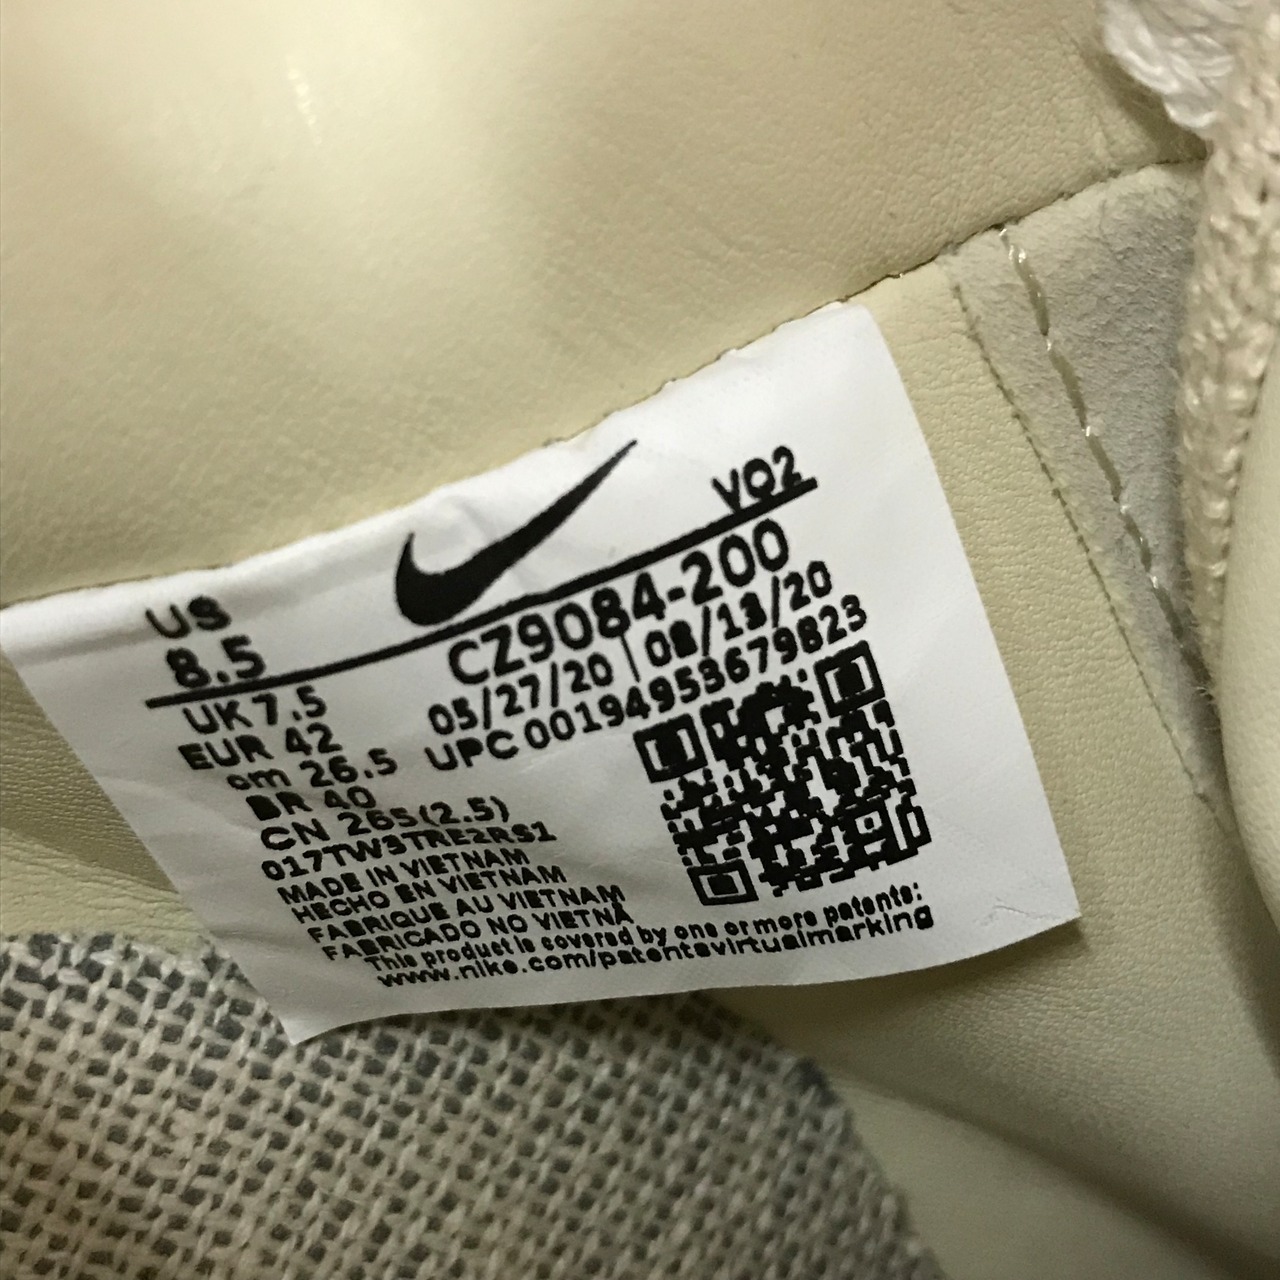 VQ2
US
8.5
CZ9084-200
UK 7.5
05/27/20 | 08/13/20
EUR 42
UPC 00194953679823
cm 26.5
BR 40
CN 265(2.5)
017TW3TRE2RS1
MADE IN VIETNAM
HECHO EN VIETNAM
FABRIQUE AU VIETNAM
FABRICADO NO VIETNÃ
This product is covered by one or more patents:
www.nike.com/patentsvirtualmarking